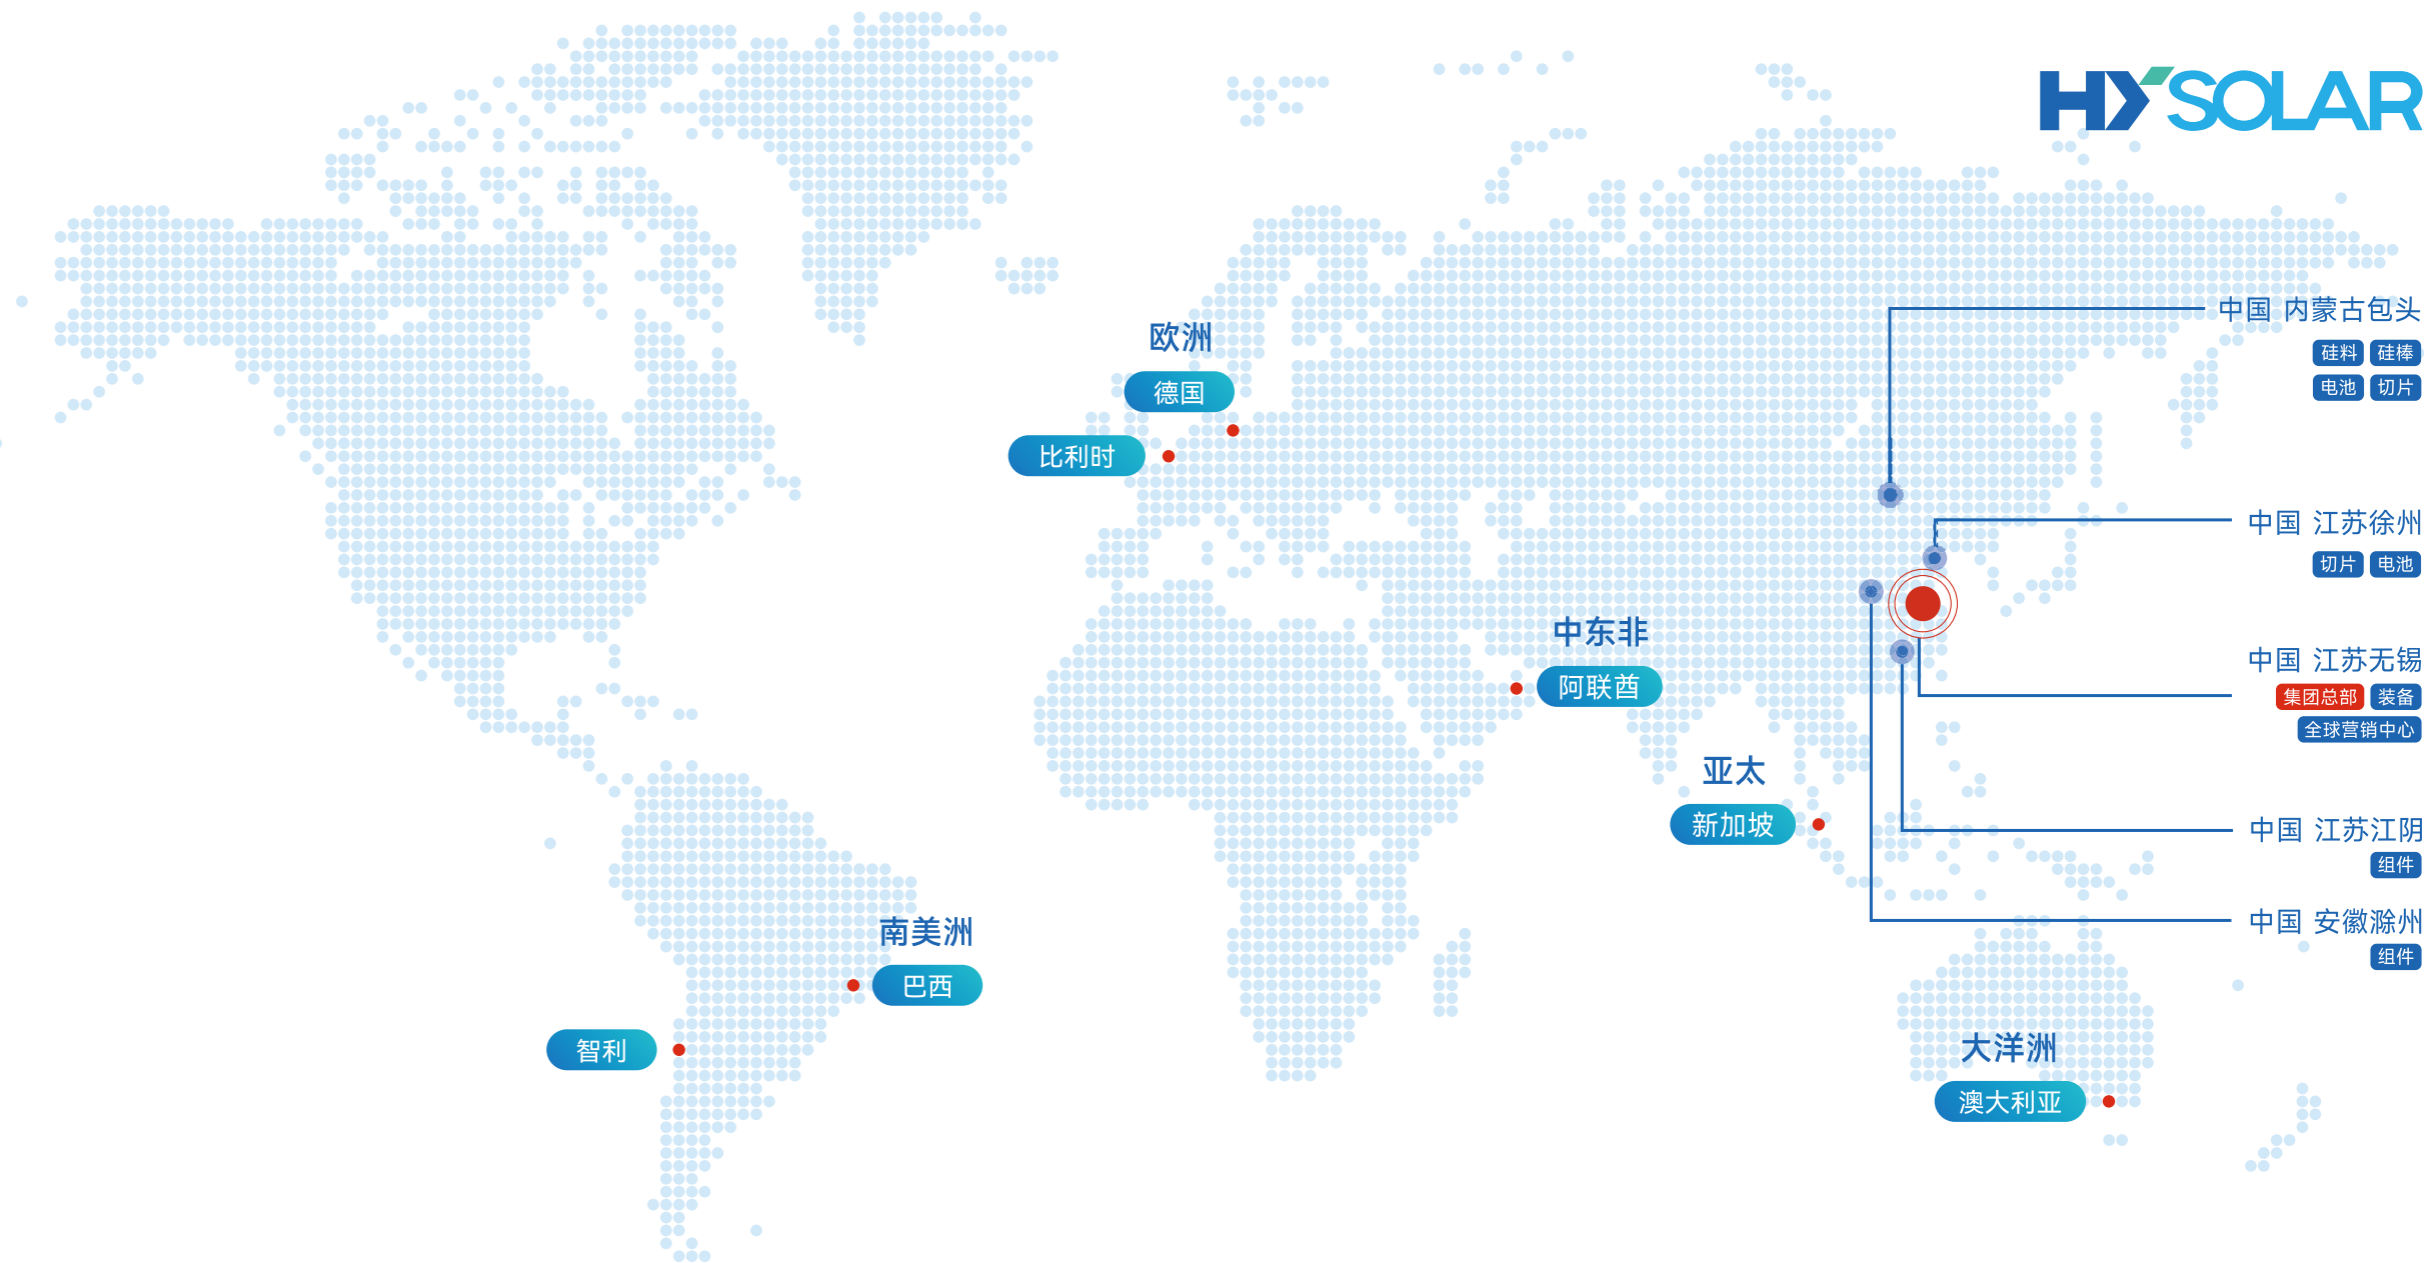 HY SOLAR
中国 内蒙古包头
硅料 硅棒
电池 切片
欧洲
德国
比利时
中国 江苏徐州
切片 电池
中东非
阿联酋
中国 江苏无锡
集团总部 装备
全球营销中心
亚太
新加坡
中国 江苏江阴
组件
南美洲
巴西
中国 安徽滁州
组件
智利
大洋洲
澳大利亚